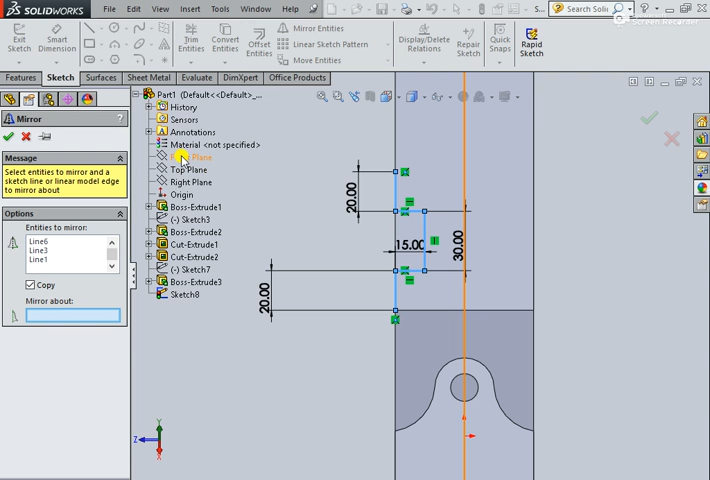 SOLIDWORKS File Edit View Insert Tools Window Help S... Search Soli
Screen Recorder
Exit Sketch
Smart Dimension
Trim Entities
Convert Entities
Offset Entities
Mirror Entities
Linear Sketch Pattern
Move Entities
Display/Delete Relations
Repair Sketch
Quick Snaps
Rapid Sketch
Features Sketch Surfaces Sheet Metal Evaluate DimXpert Office Products
Mirror ?
Message
Select entities to mirror and a sketch line or linear model edge to mirror about
Options
Entities to mirror:
Line6
Line3
Line1
Copy
Mirror about:
Part1 (Default<<Default>_...
History
Sensors
Annotations
Material <not specified>
Plane
Top Plane
Right Plane
Origin
Boss-Extrude1
(-) Sketch3
Boss-Extrude2
Cut-Extrude1
Cut-Extrude2
(-) Sketch7
Boss-Extrude3
Sketch8
20.00
15.00
30.00
20.00
Y
Z